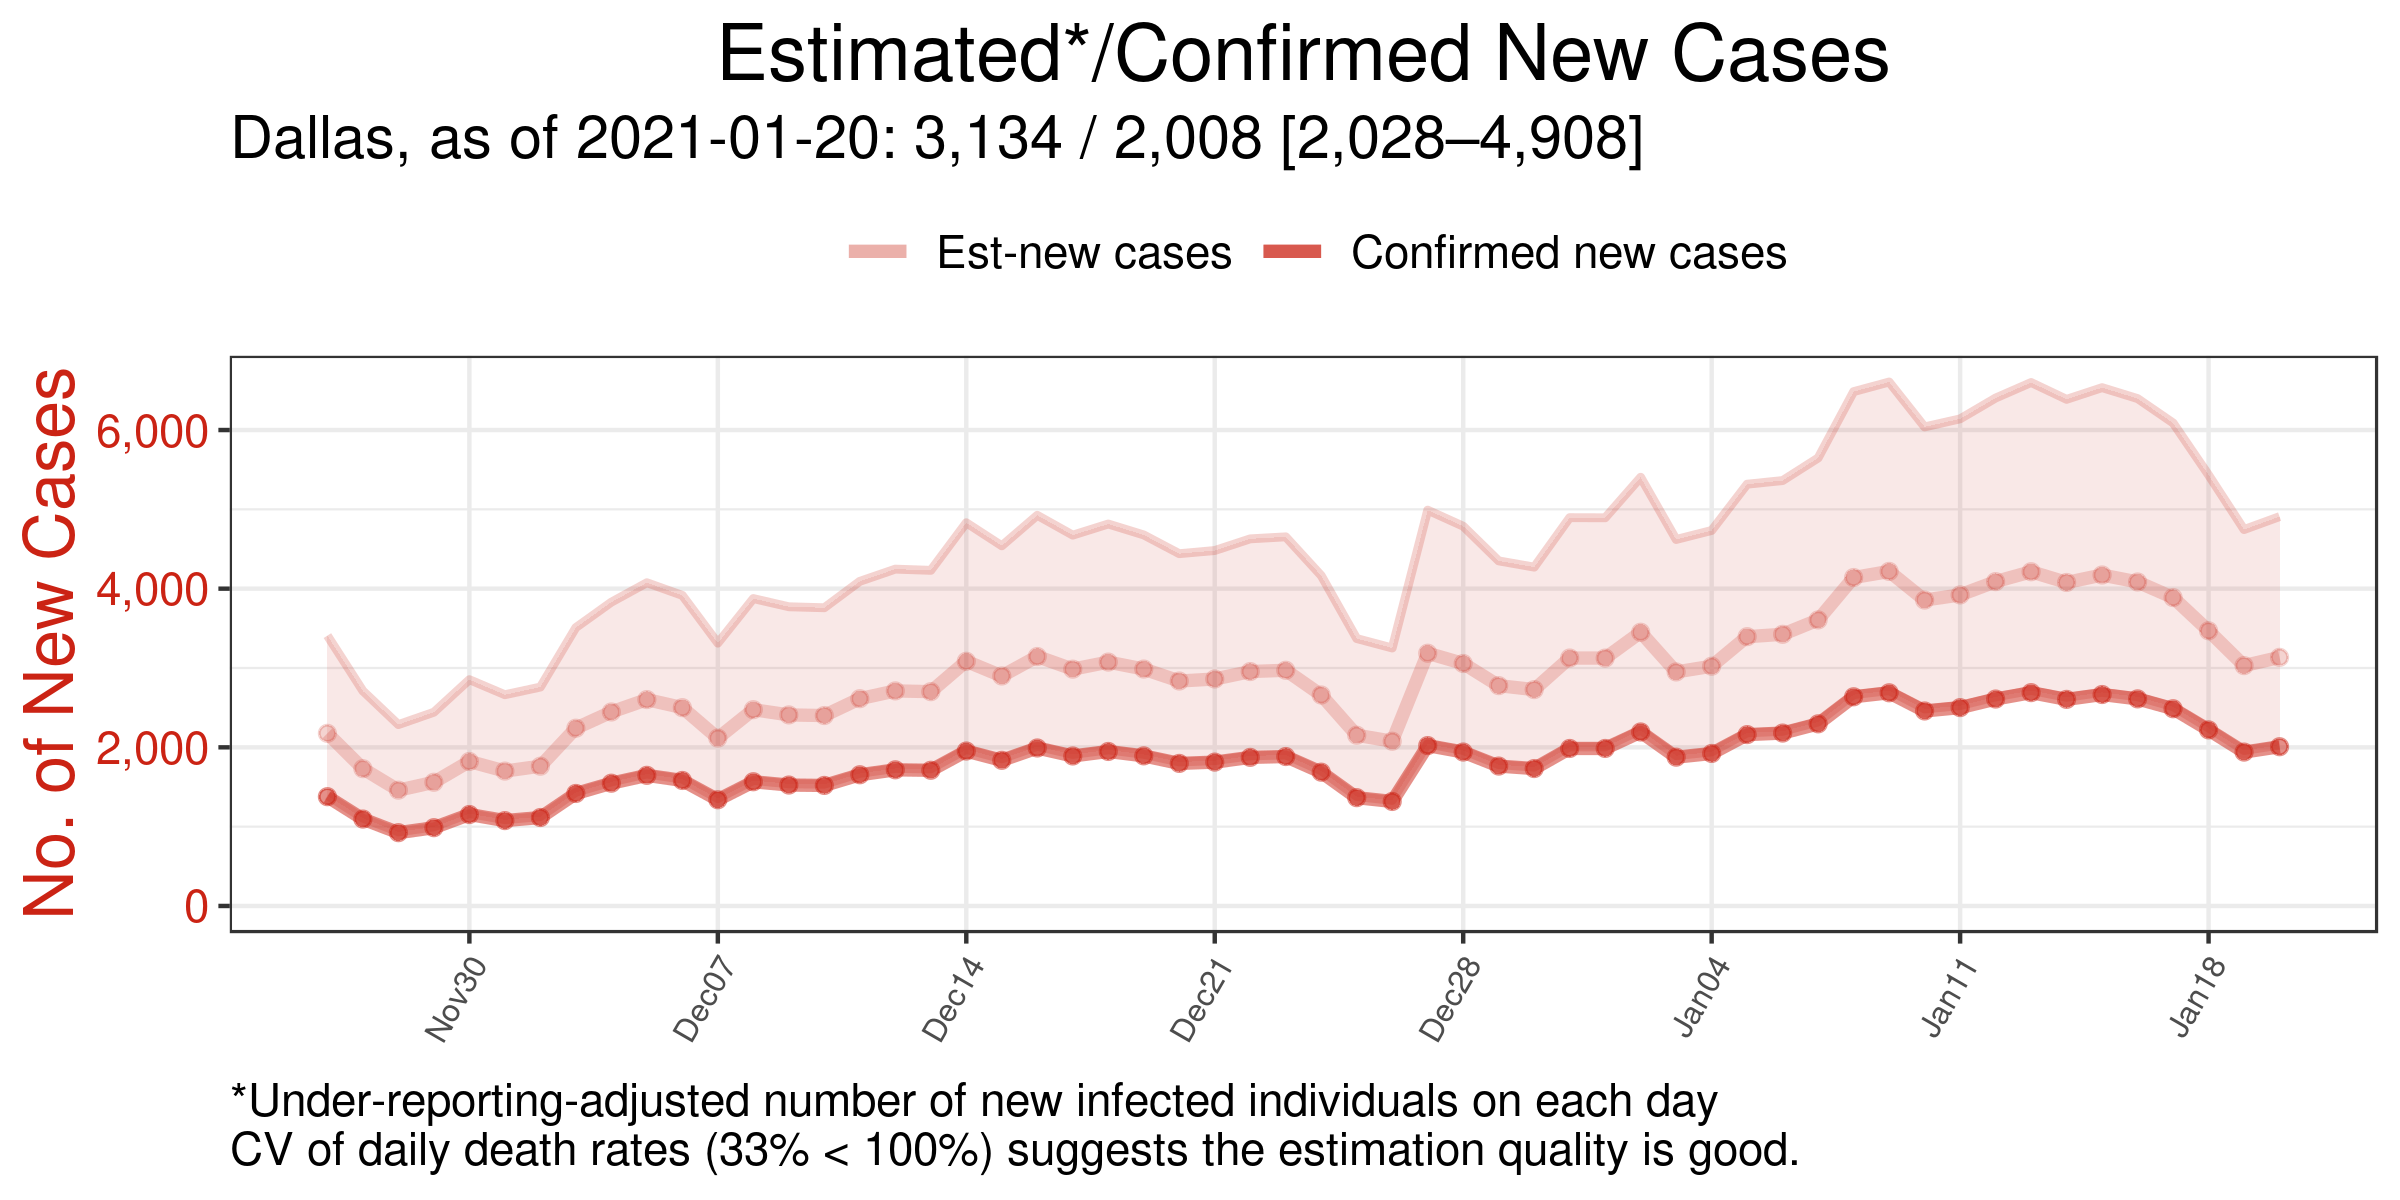 Estimated*/Confirmed New Cases
Dallas, as of 2021-01-20: 3,134 / 2,008 [2,028–4,908]
Est-new cases Confirmed new cases
No. of New Cases
6,000
4,000
2,000
0
Nov30 Dec07 Dec14 Dec21 Dec28 Jan04 Jan11 Jan18
*Under-reporting-adjusted number of new infected individuals on each day
CV of daily death rates (33% < 100%) suggests the estimation quality is good.